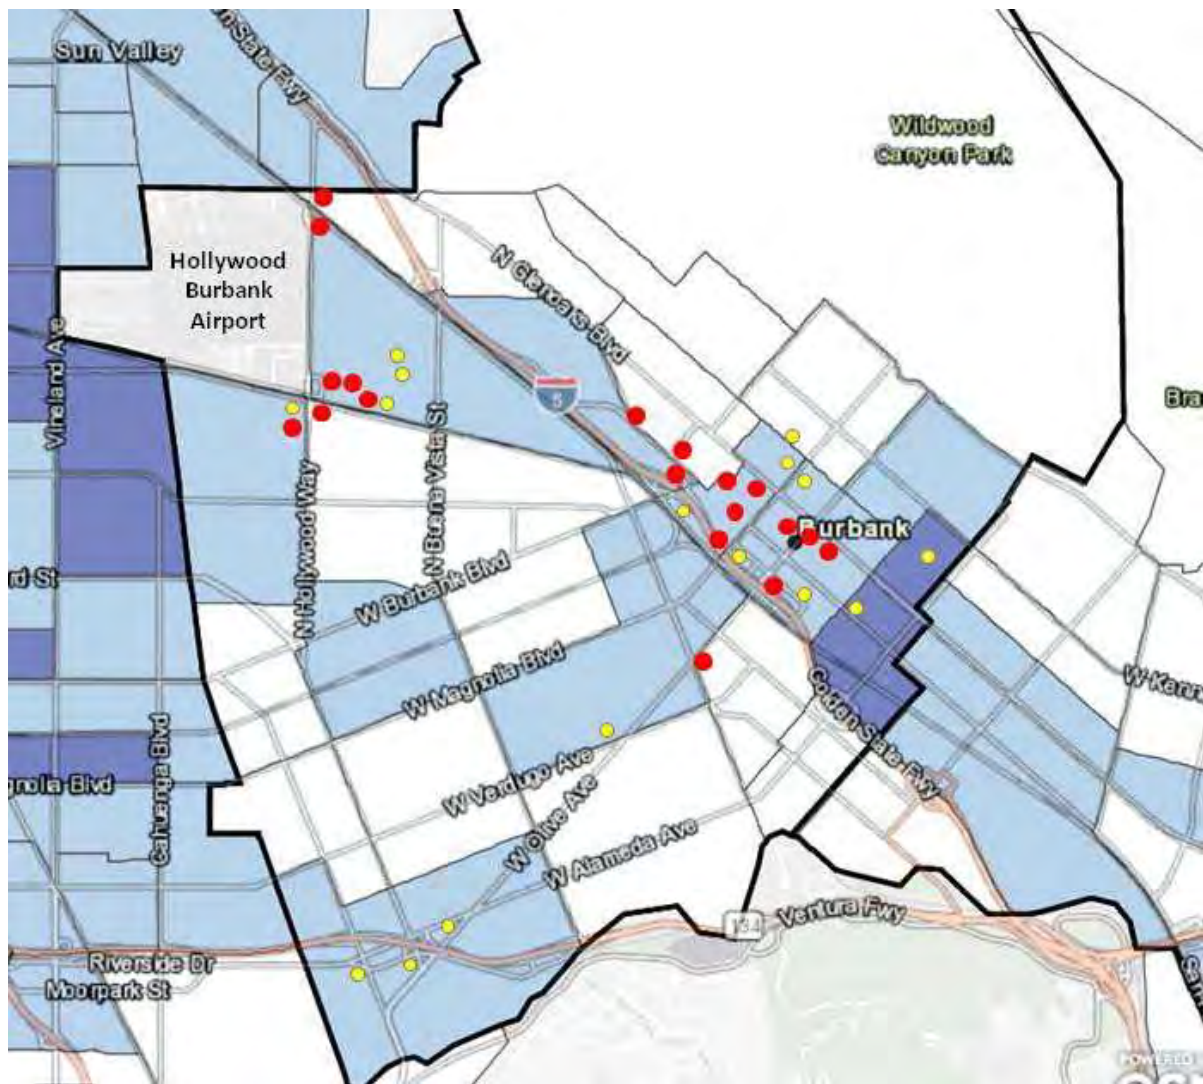 Sun Valley
State Fwy
Wildwood
Canyon Park
Hollywood
Burbank
Airport
N Glenoaks Blvd
Vineland Ave
5
Bra
N Buena Vista St
N Hollywood Way
Burbank
rd St
W Burbank Blvd
W Magnolia Blvd
W Kenn
Golden State Fwy
Cahuenga Blvd
gnolia Blvd
W Verdugo Ave
W Olive Ave
W Alameda Ave
134
Ventura Fwy
Riverside Dr
Moorpark St
POWERED